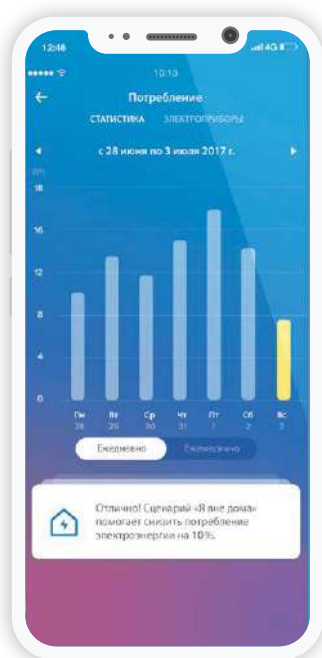 12:48
4G
10:13
Потребление
СТАТИСТИКА ЭЛЕКТРОПРИБОРЫ
с 28 июня по 3 июля 2017 г.
18
16
12
8
4
0
Пн Вт Ср Чт Пт Сб Вс
28 29 30 31 1 2 3
Ежедневно Ежемесячно
Отлично! Сценарий «Я вне дома»
помогает снизить потребление
электроэнергии на 10%.